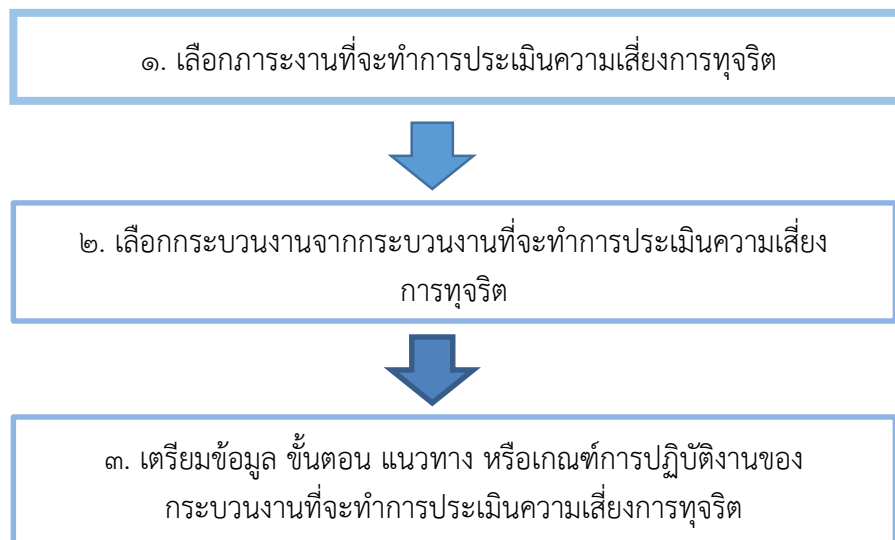 ๑. เลือกภาระงานที่จะทำการประเมินความเสี่ยงการทุจริต
๒. เลือกกระบวนงานจากกระบวนงานที่จะทำการประเมินความเสี่ยง
การทุจริต
๓. เตรียมข้อมูล ขั้นตอน แนวทาง หรือเกณฑ์การปฏิบัติงานของ
กระบวนงานที่จะทำการประเมินความเสี่ยงการทุจริต